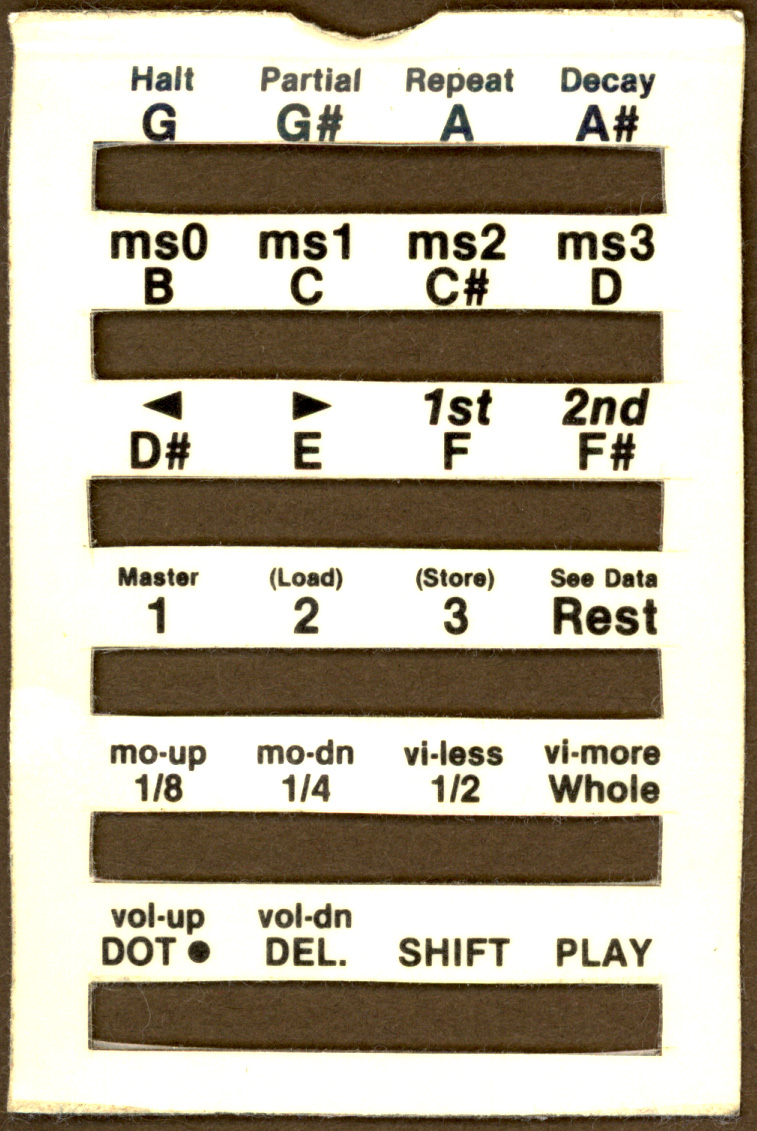 Halt Partial Repeat Decay
G G# A A#
ms0 ms1 ms2 ms3
B C C# D
◀ ▶ 1st 2nd
D# E F F#
Master (Load) (Store) See Data
1 2 3 Rest
mo-up mo-dn vi-less vi-more
1/8 1/4 1/2 Whole
vol-up vol-dn
DOT ● DEL. SHIFT PLAY